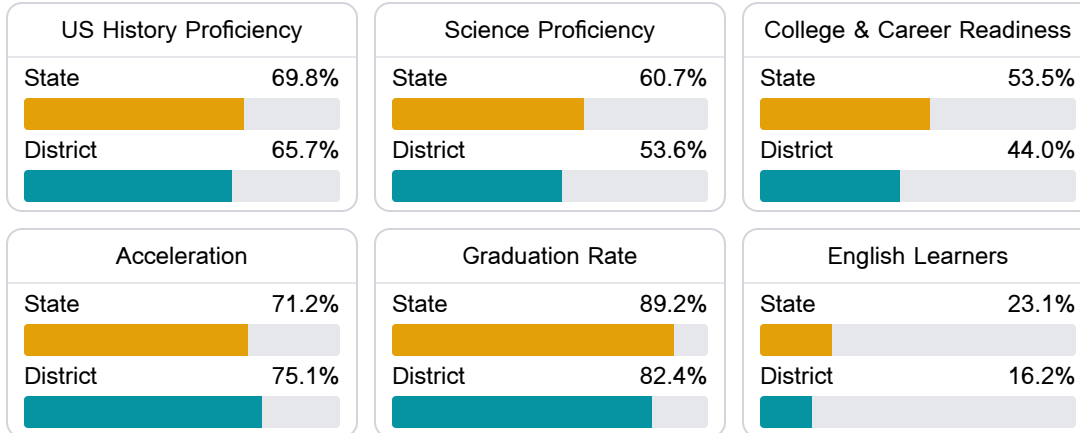 US History Proficiency
State 69.8%
District 65.7%
Science Proficiency
State 60.7%
District 53.6%
College & Career Readiness
State 53.5%
District 44.0%
Acceleration
State 71.2%
District 75.1%
Graduation Rate
State 89.2%
District 82.4%
English Learners
State 23.1%
District 16.2%